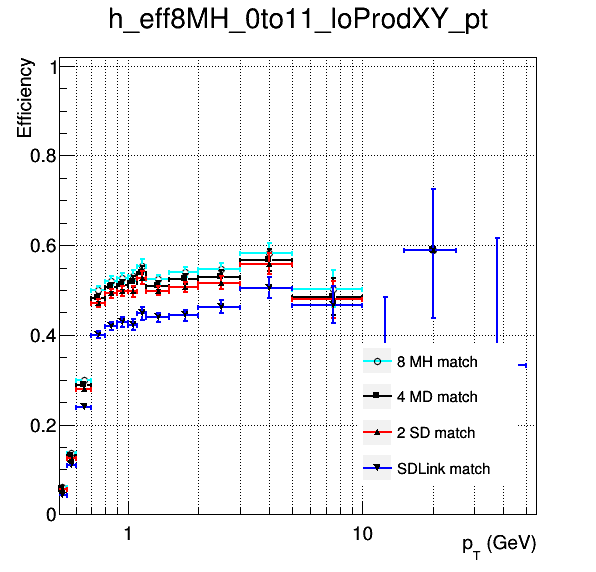 h_eff8MH_0to11_loProdXY_pt
Efficiency
1
0.8
0.6
0.4
0.2
0
8 MH match
4 MD match
2 SD match
SDLink match
1
10
p_T (GeV)